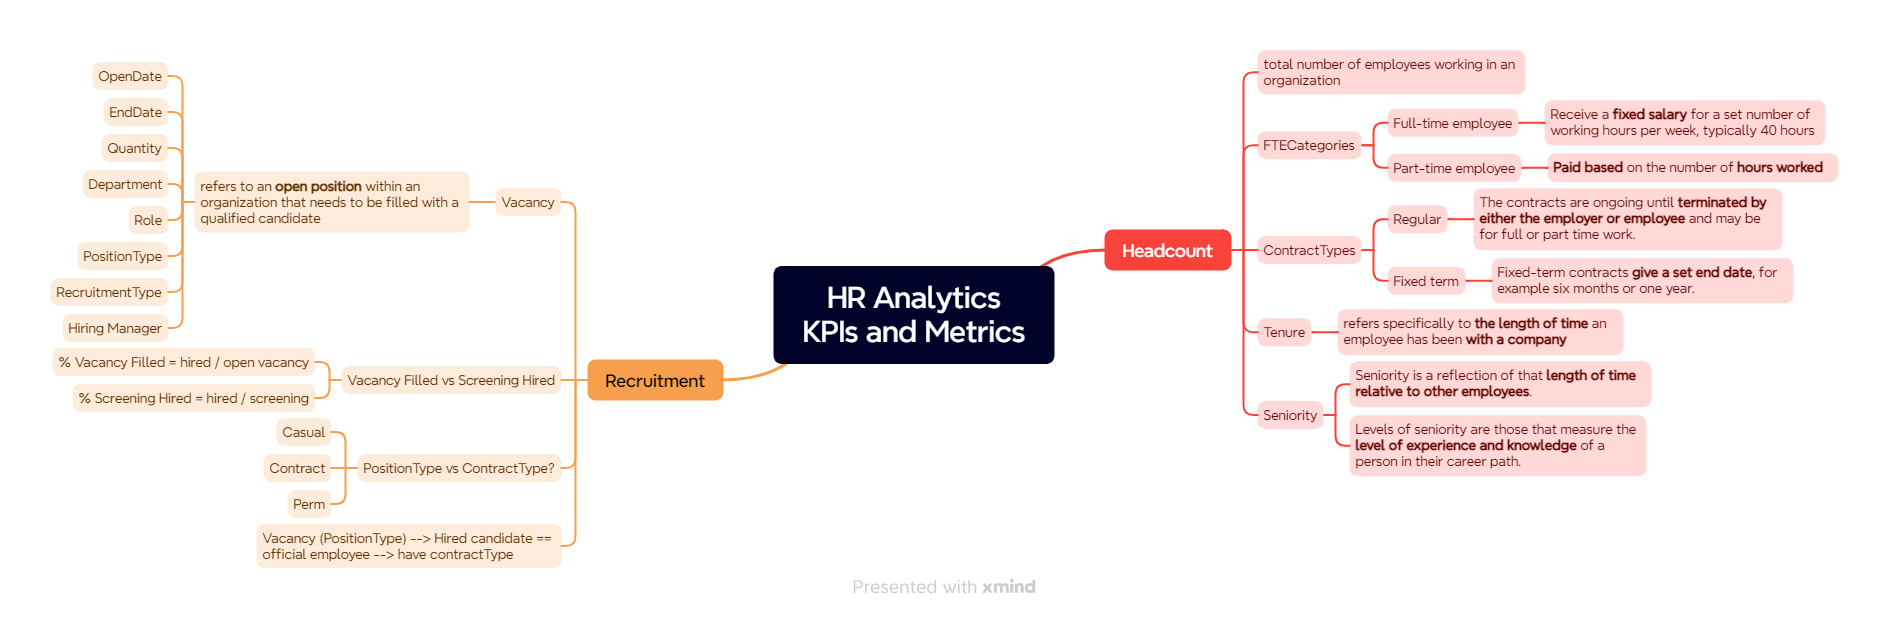 HR Analytics
KPIs and Metrics
Headcount
total number of employees working in an
organization
FTECategories
Full-time employee
Receive a fixed salary for a set number of
working hours per week, typically 40 hours
Part-time employee
Paid based on the number of hours worked
ContractTypes
Regular
The contracts are ongoing until terminated by
either the employer or employee and may be
for full or part time work.
Fixed term
Fixed-term contracts give a set end date, for
example six months or one year.
Tenure
refers specifically to the length of time an
employee has been with a company
Seniority
Seniority is a reflection of that length of time
relative to other employees.
Levels of seniority are those that measure the
level of experience and knowledge of a
person in their career path.
Recruitment
Vacancy
refers to an open position within an
organization that needs to be filled with a
qualified candidate
OpenDate
EndDate
Quantity
Department
Role
PositionType
RecruitmentType
Hiring Manager
Vacancy Filled vs Screening Hired
% Vacancy Filled = hired / open vacancy
% Screening Hired = hired / screening
PositionType vs ContractType?
Casual
Contract
Perm
Vacancy (PositionType) --> Hired candidate ==
official employee --> have contractType
Presented with xmind